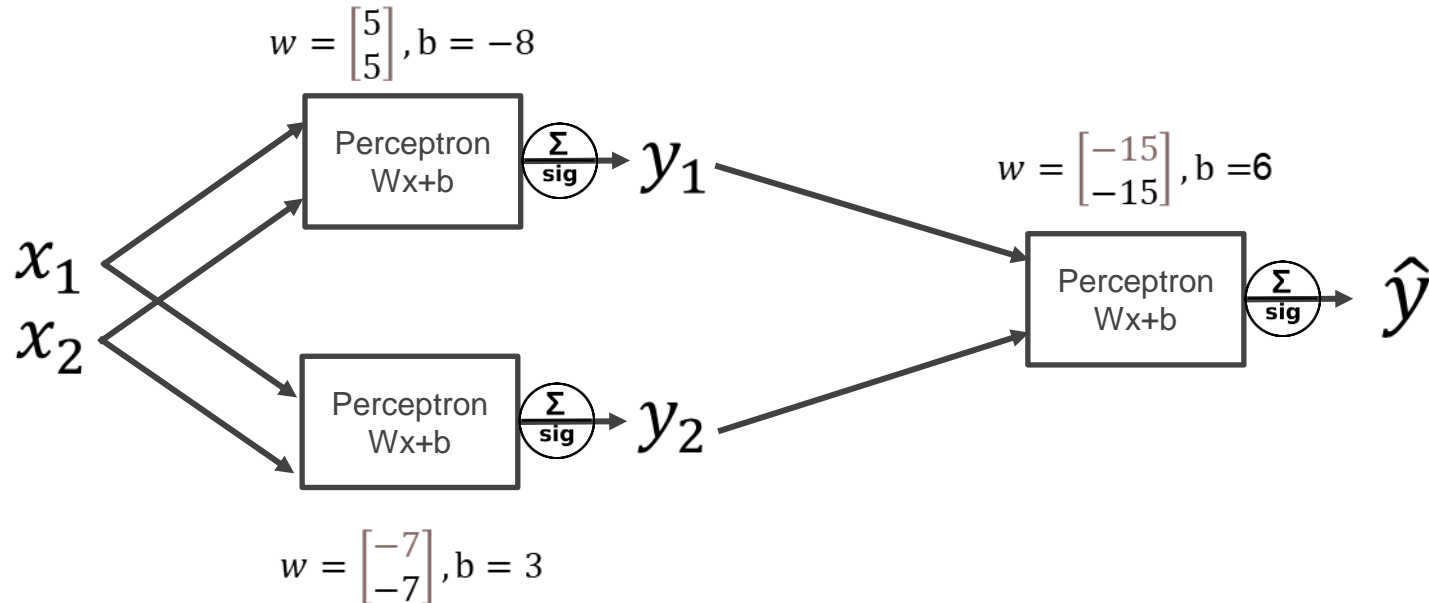 w = [5 5], b = −8
Perceptron
Wx+b
Σ
sig
y₁
w = [−15 −15], b =6
x₁
x₂
Perceptron
Wx+b
Σ
sig
ŷ
Perceptron
Wx+b
Σ
sig
y₂
w = [−7 −7], b = 3